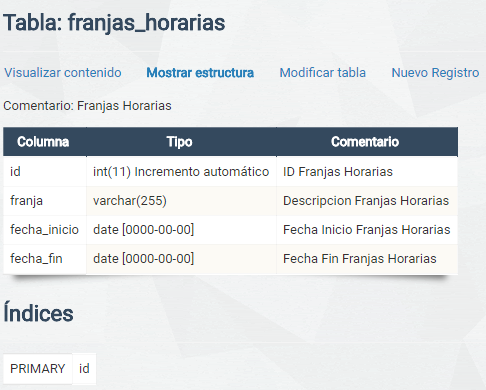 Tabla: franjas_horarias
Visualizar contenido Mostrar estructura Modificar tabla Nuevo Registro
Comentario: Franjas Horarias
Columna Tipo Comentario
id int(11) Incremento automático ID Franjas Horarias
franja varchar(255) Descripcion Franjas Horarias
fecha_inicio date [0000-00-00] Fecha Inicio Franjas Horarias
fecha_fin date [0000-00-00] Fecha Fin Franjas Horarias
Índices
PRIMARY id